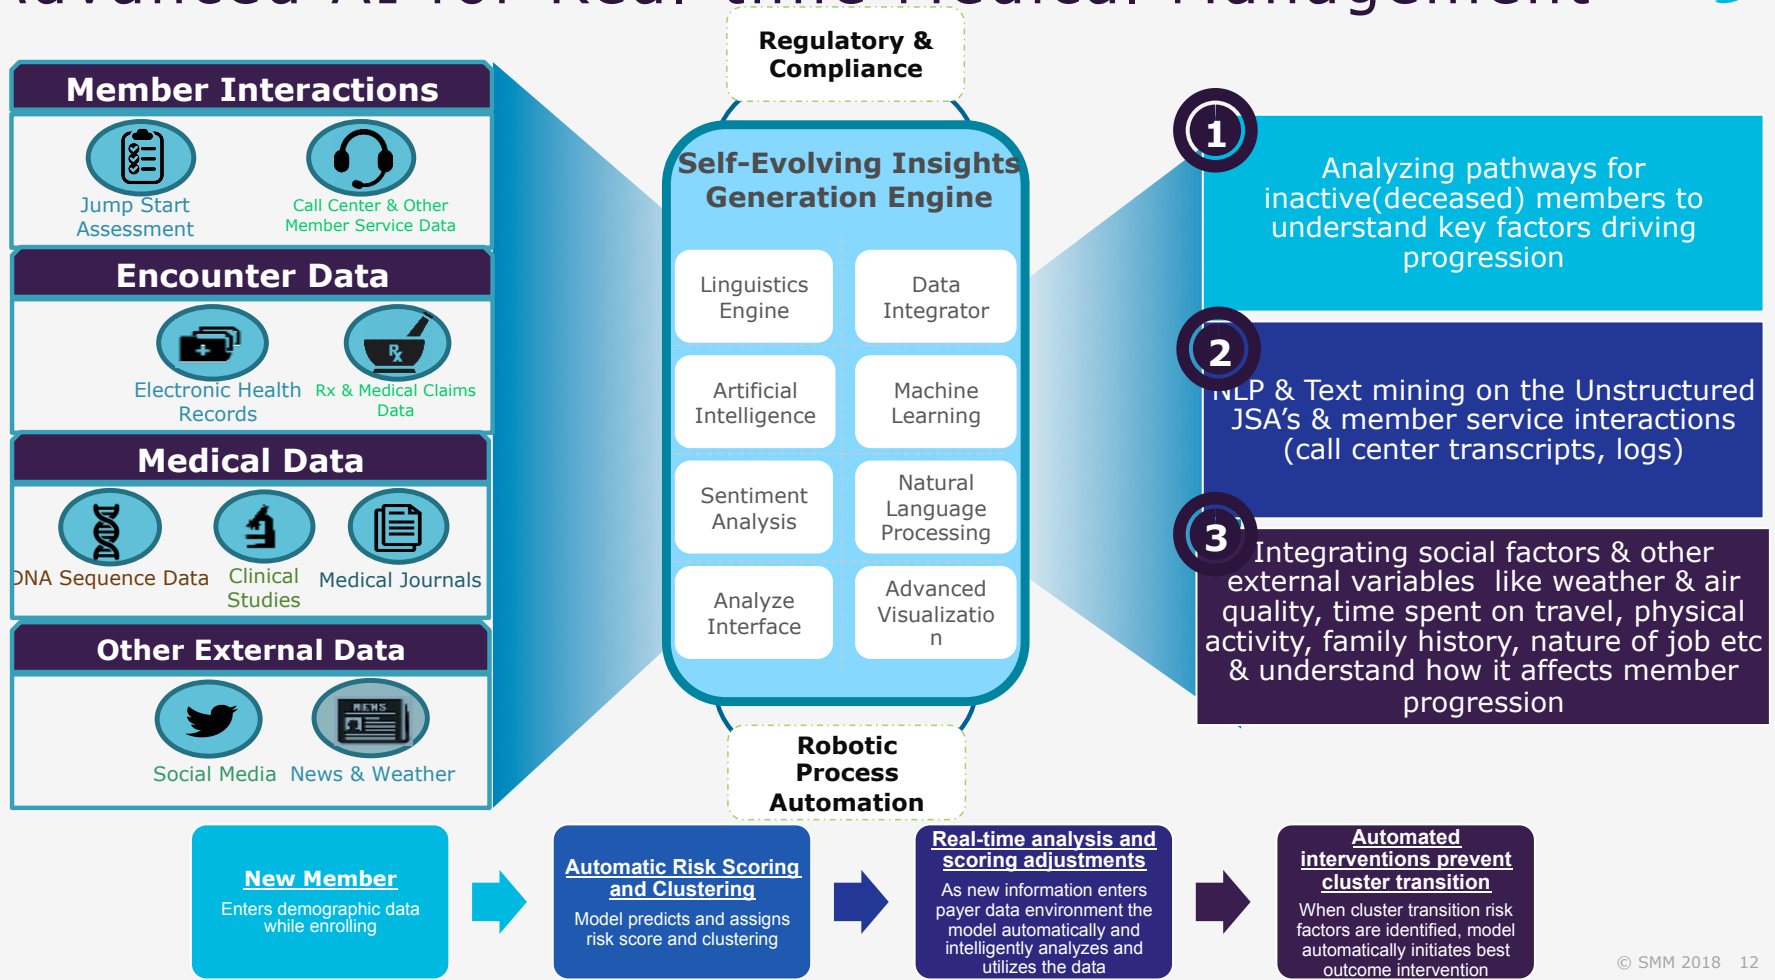 Advanced AI for Real-time Medical Management
Member Interactions
Jump Start
Assessment
Call Center & Other
Member Service Data
Encounter Data
Electronic Health
Records
Rx & Medical Claims
Data
Medical Data
DNA Sequence Data
Clinical
Studies
Medical Journals
Other External Data
NEWS
Social Media
News & Weather
Regulatory &
Compliance
Self-Evolving Insights
Generation Engine
Linguistics
Engine
Data
Integrator
Artificial
Intelligence
Machine
Learning
Sentiment
Analysis
Natural
Language
Processing
Analyze
Interface
Advanced
Visualizatio
n
Robotic
Process
Automation
1
Analyzing pathways for
inactive(deceased) members to
understand key factors driving
progression
2
NLP & Text mining on the Unstructured
JSA’s & member service interactions
(call center transcripts, logs)
3
Integrating social factors & other
external variables  like weather & air
quality, time spent on travel, physical
activity, family history, nature of job etc
& understand how it affects member
progression
New Member
Enters demographic data
while enrolling
Automatic Risk Scoring
and Clustering
Model predicts and assigns
risk score and clustering
Real-time analysis and
scoring adjustments
As new information enters
payer data environment the
model automatically and
intelligently analyzes and
utilizes the data
Automated
interventions prevent
cluster transition
When cluster transition risk
factors are identified, model
automatically initiates best
outcome intervention
© SMM 2018 12